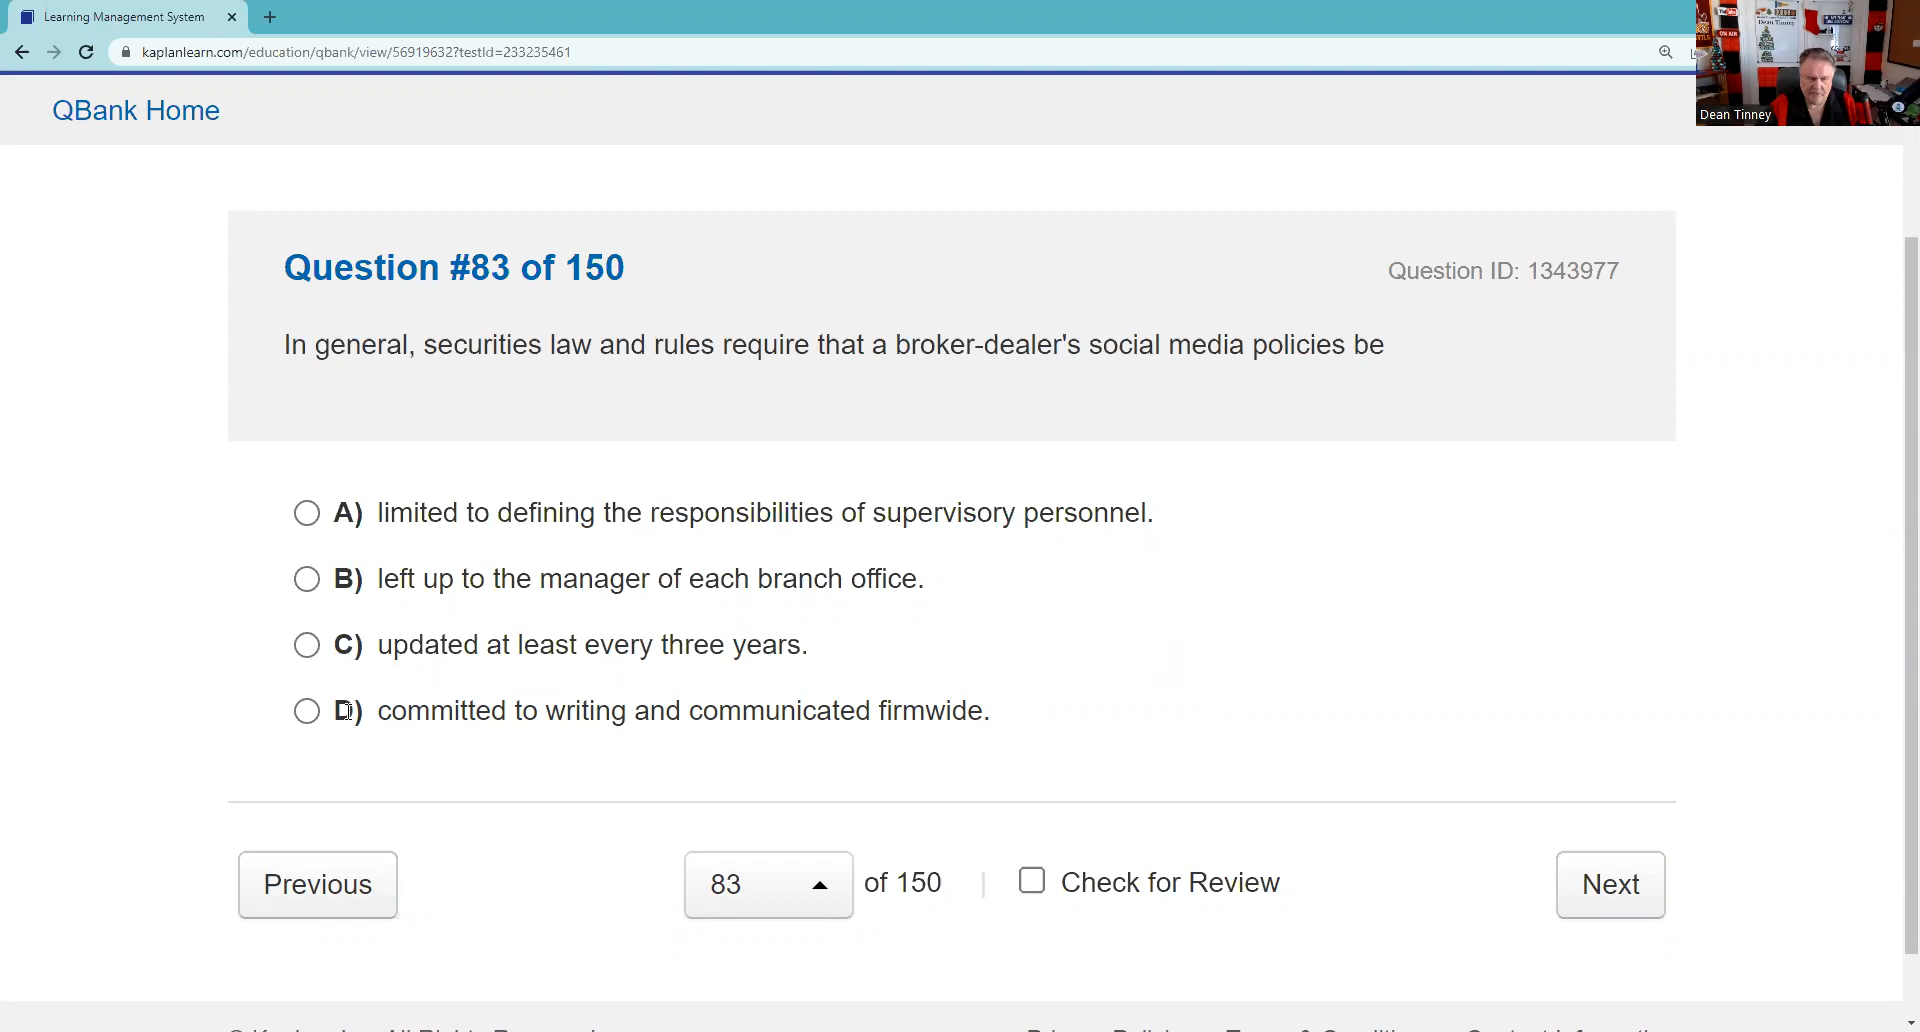 Learning Management System
kaplanlearn.com/education/qbank/view/56919632?testId=233235461
ON AIR
Dean Tinney
QBank Home
Question #83 of 150
Question ID: 1343977
In general, securities law and rules require that a broker-dealer's social media policies be
A) limited to defining the responsibilities of supervisory personnel.
B) left up to the manager of each branch office.
C) updated at least every three years.
D) committed to writing and communicated firmwide.
Previous
83
of 150
Check for Review
Next